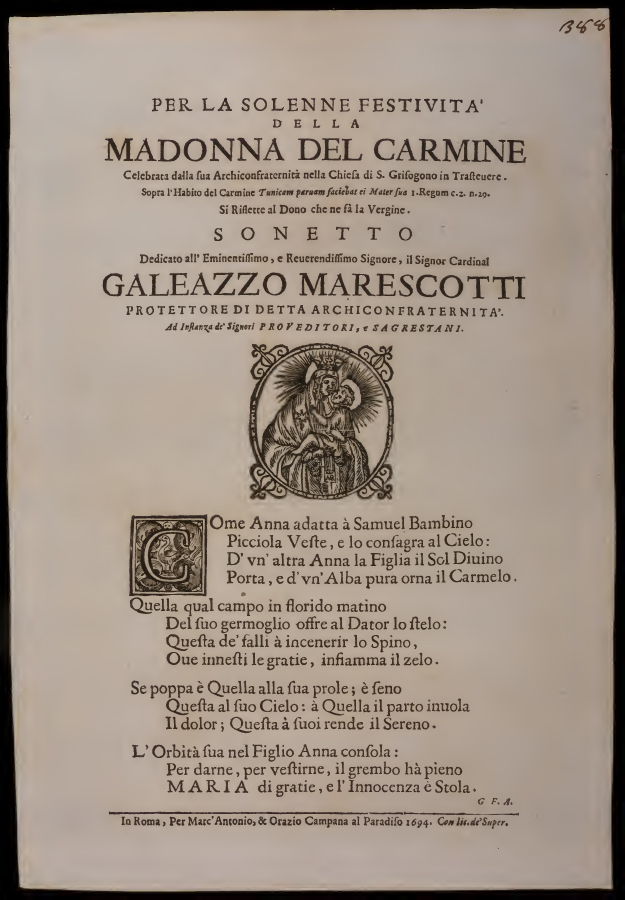 B88
PER LA SOLENNE FESTIVITA'
DELLA
MADONNA DEL CARMINE
Celebrata dalla ſua Archiconfraternità nella Chieſa di S. Griſogono in Traſteuere.
Sopra l'Habito del Carmine Tunicam paruam faciebat ei Mater ſua 1. Regum c.2. n.20.
Si Riflette al Dono che ne fà la Vergine.
SONETTO
Dedicato all' Eminentiſſimo, e Reuerendiſſimo Signore, il Signor Cardinal
GALEAZZO MARESCOTTI
PROTETTORE DI DETTA ARCHICONFRATERNITA'.
Ad Inſtanza de' Signori PROVEDITORI, e SAGRESTANI.
COme Anna adatta à Samuel Bambino
Picciola Veſte, e lo conſagra al Cielo:
D' vn' altra Anna la Figlia il Sol Diuino
Porta, e d'vn'Alba pura orna il Carmelo.
Quella qual campo in florido matino
Del ſuo germoglio offre al Dator lo ſtelo:
Queſta de' falli à incenerir lo Spino,
Oue inneſti le gratie, infiamma il zelo.
Se poppa è Quella alla ſua prole; è ſeno
Queſta al ſuo Cielo: à Quella il parto inuola
Il dolor; Queſta à ſuoi rende il Sereno.
L'Orbità ſua nel Figlio Anna conſola:
Per darne, per veſtirne, il grembo hà pieno
MARIA di gratie, e l'Innocenza è Stola.
G F. A.
In Roma, Per Marc'Antonio, & Orazio Campana al Paradiſo 1694. Con lic. de' Super.